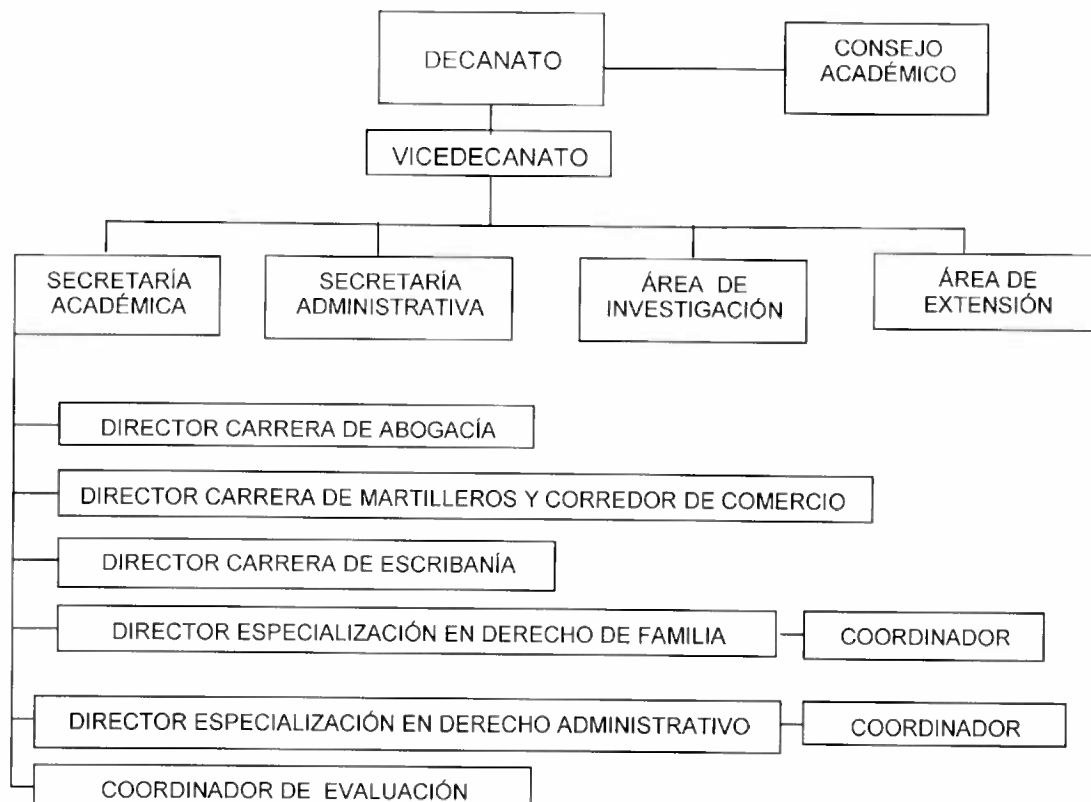 DECANATO
CONSEJO
ACADÉMICO
VICEDECANATO
SECRETARÍA
ACADÉMICA
SECRETARÍA
ADMINISTRATIVA
ÁREA DE
INVESTIGACIÓN
ÁREA DE
EXTENSIÓN
DIRECTOR CARRERA DE ABOGACÍA
DIRECTOR CARRERA DE MARTILLEROS Y CORREDOR DE COMERCIO
DIRECTOR CARRERA DE ESCRIBANÍA
DIRECTOR ESPECIALIZACIÓN EN DERECHO DE FAMILIA
COORDINADOR
DIRECTOR ESPECIALIZACIÓN EN DERECHO ADMINISTRATIVO
COORDINADOR
COORDINADOR DE EVALUACIÓN